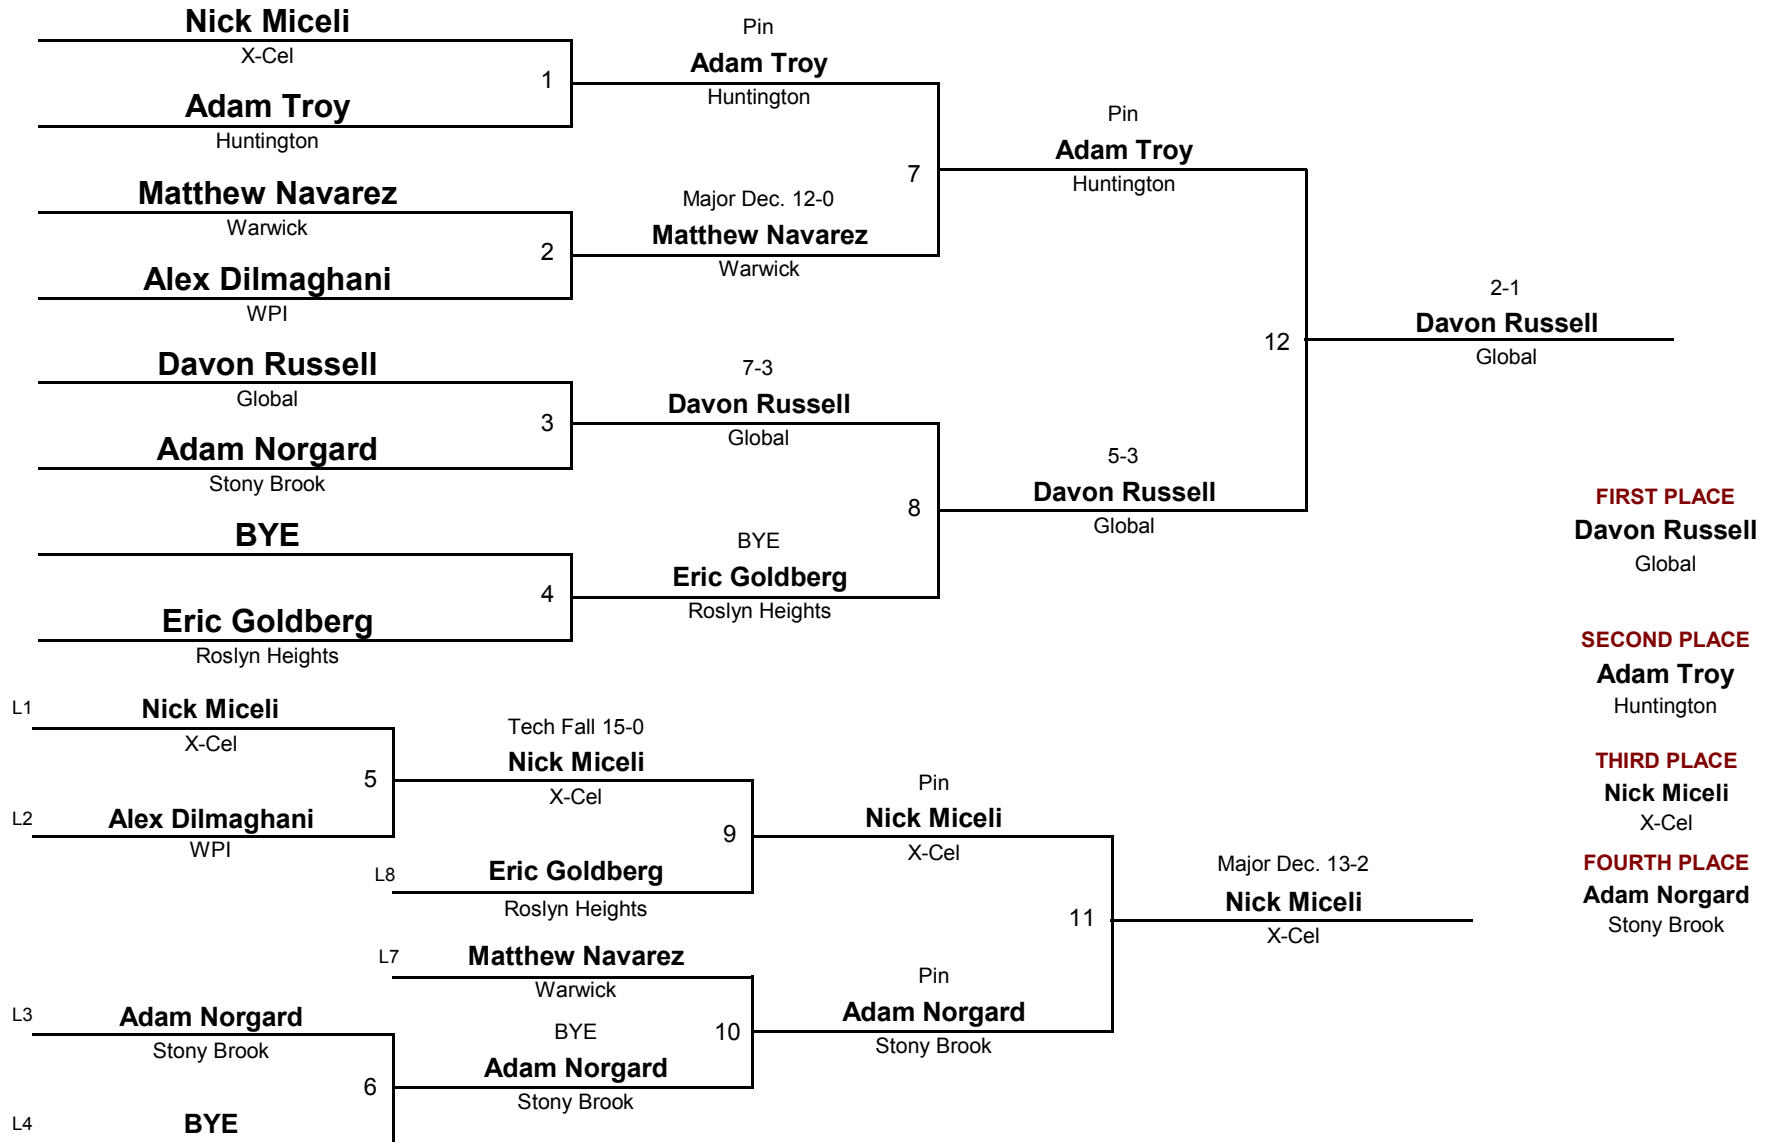 Nick Miceli
X-Cel
1
Adam Troy
Huntington
Matthew Navarez
Warwick
2
Alex Dilmaghani
WPI
Davon Russell
Global
3
Adam Norgard
Stony Brook
BYE
4
Eric Goldberg
Roslyn Heights
Pin
Adam Troy
Huntington
7
Major Dec. 12-0
Matthew Navarez
Warwick
7-3
Davon Russell
Global
8
BYE
Eric Goldberg
Roslyn Heights
Pin
Adam Troy
Huntington
12
5-3
Davon Russell
Global
2-1
Davon Russell
Global
L1
Nick Miceli
X-Cel
5
L2
Alex Dilmaghani
WPI
L3
Adam Norgard
Stony Brook
6
L4
BYE
Tech Fall 15-0
Nick Miceli
X-Cel
9
L8
Eric Goldberg
Roslyn Heights
L7
Matthew Navarez
Warwick
10
BYE
Adam Norgard
Stony Brook
Pin
Nick Miceli
X-Cel
11
Pin
Adam Norgard
Stony Brook
Major Dec. 13-2
Nick Miceli
X-Cel
FIRST PLACE
Davon Russell
Global
SECOND PLACE
Adam Troy
Huntington
THIRD PLACE
Nick Miceli
X-Cel
FOURTH PLACE
Adam Norgard
Stony Brook